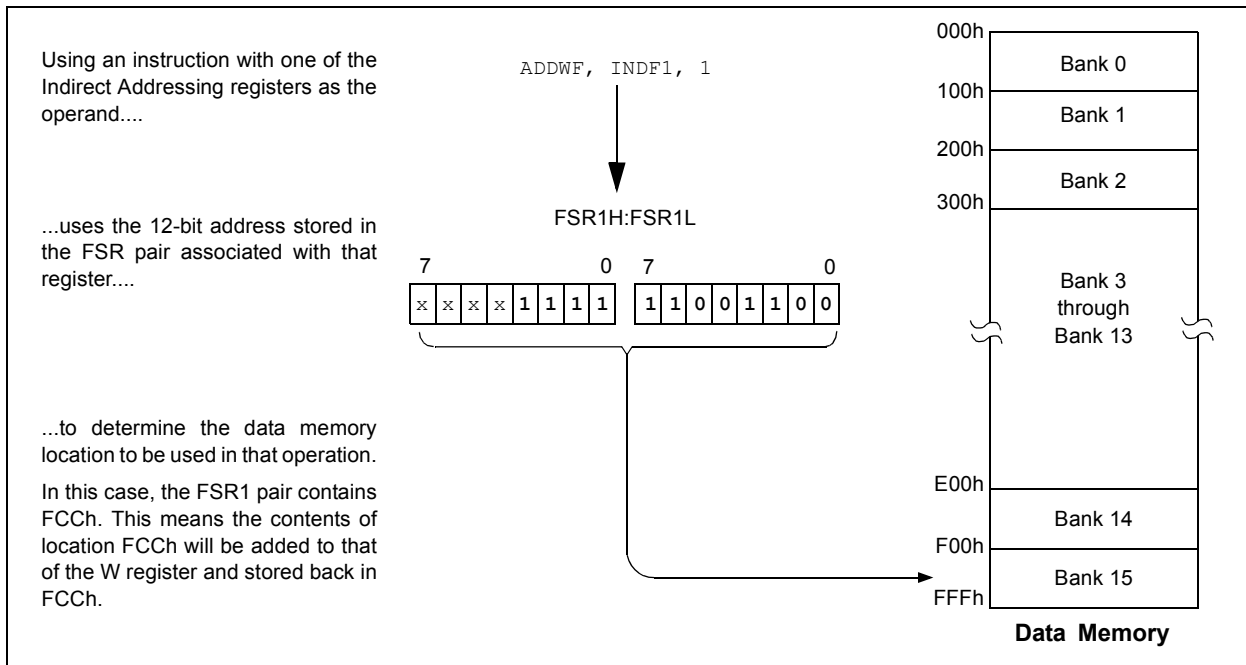 Using an instruction with one of the
Indirect Addressing registers as the
operand....
ADDWF, INDF1, 1
...uses the 12-bit address stored in
the FSR pair associated with that
register....
FSR1H:FSR1L
7 0 7 0
x x x x 1 1 1 1 1 1 0 0 1 1 0 0
...to determine the data memory
location to be used in that operation.
In this case, the FSR1 pair contains
FCCh. This means the contents of
location FCCh will be added to that
of the W register and stored back in
FCCh.
000h
Bank 0
100h
Bank 1
200h
Bank 2
300h
Bank 3
through
Bank 13
E00h
Bank 14
F00h
Bank 15
FFFh
Data Memory